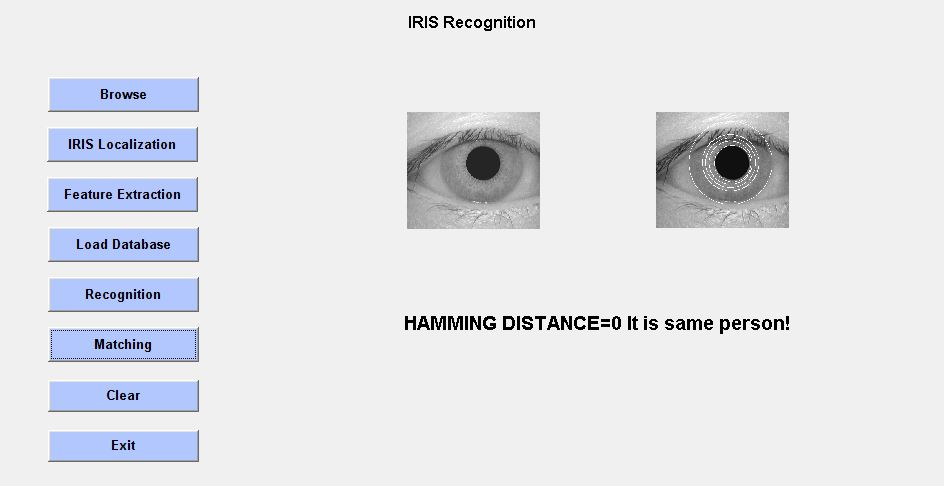 IRIS Recognition
Browse
IRIS Localization
Feature Extraction
Load Database
Recognition
Matching
Clear
Exit
HAMMING DISTANCE=0 It is same person!